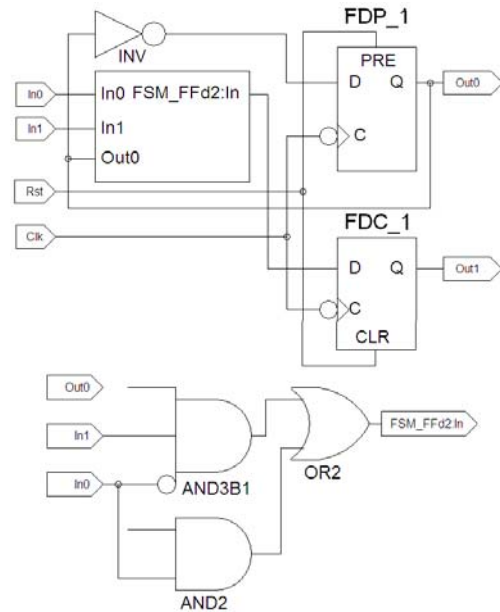 FDP_1
INV
PRE
D Q
Out0
In0
In0 FSM_FFd2:In
In1
In1
C
Out0
Rst
FDC_1
Clk
D Q
Out1
C
CLR
Out0
In1
FSM_FFd2:In
In0
AND3B1
OR2
AND2